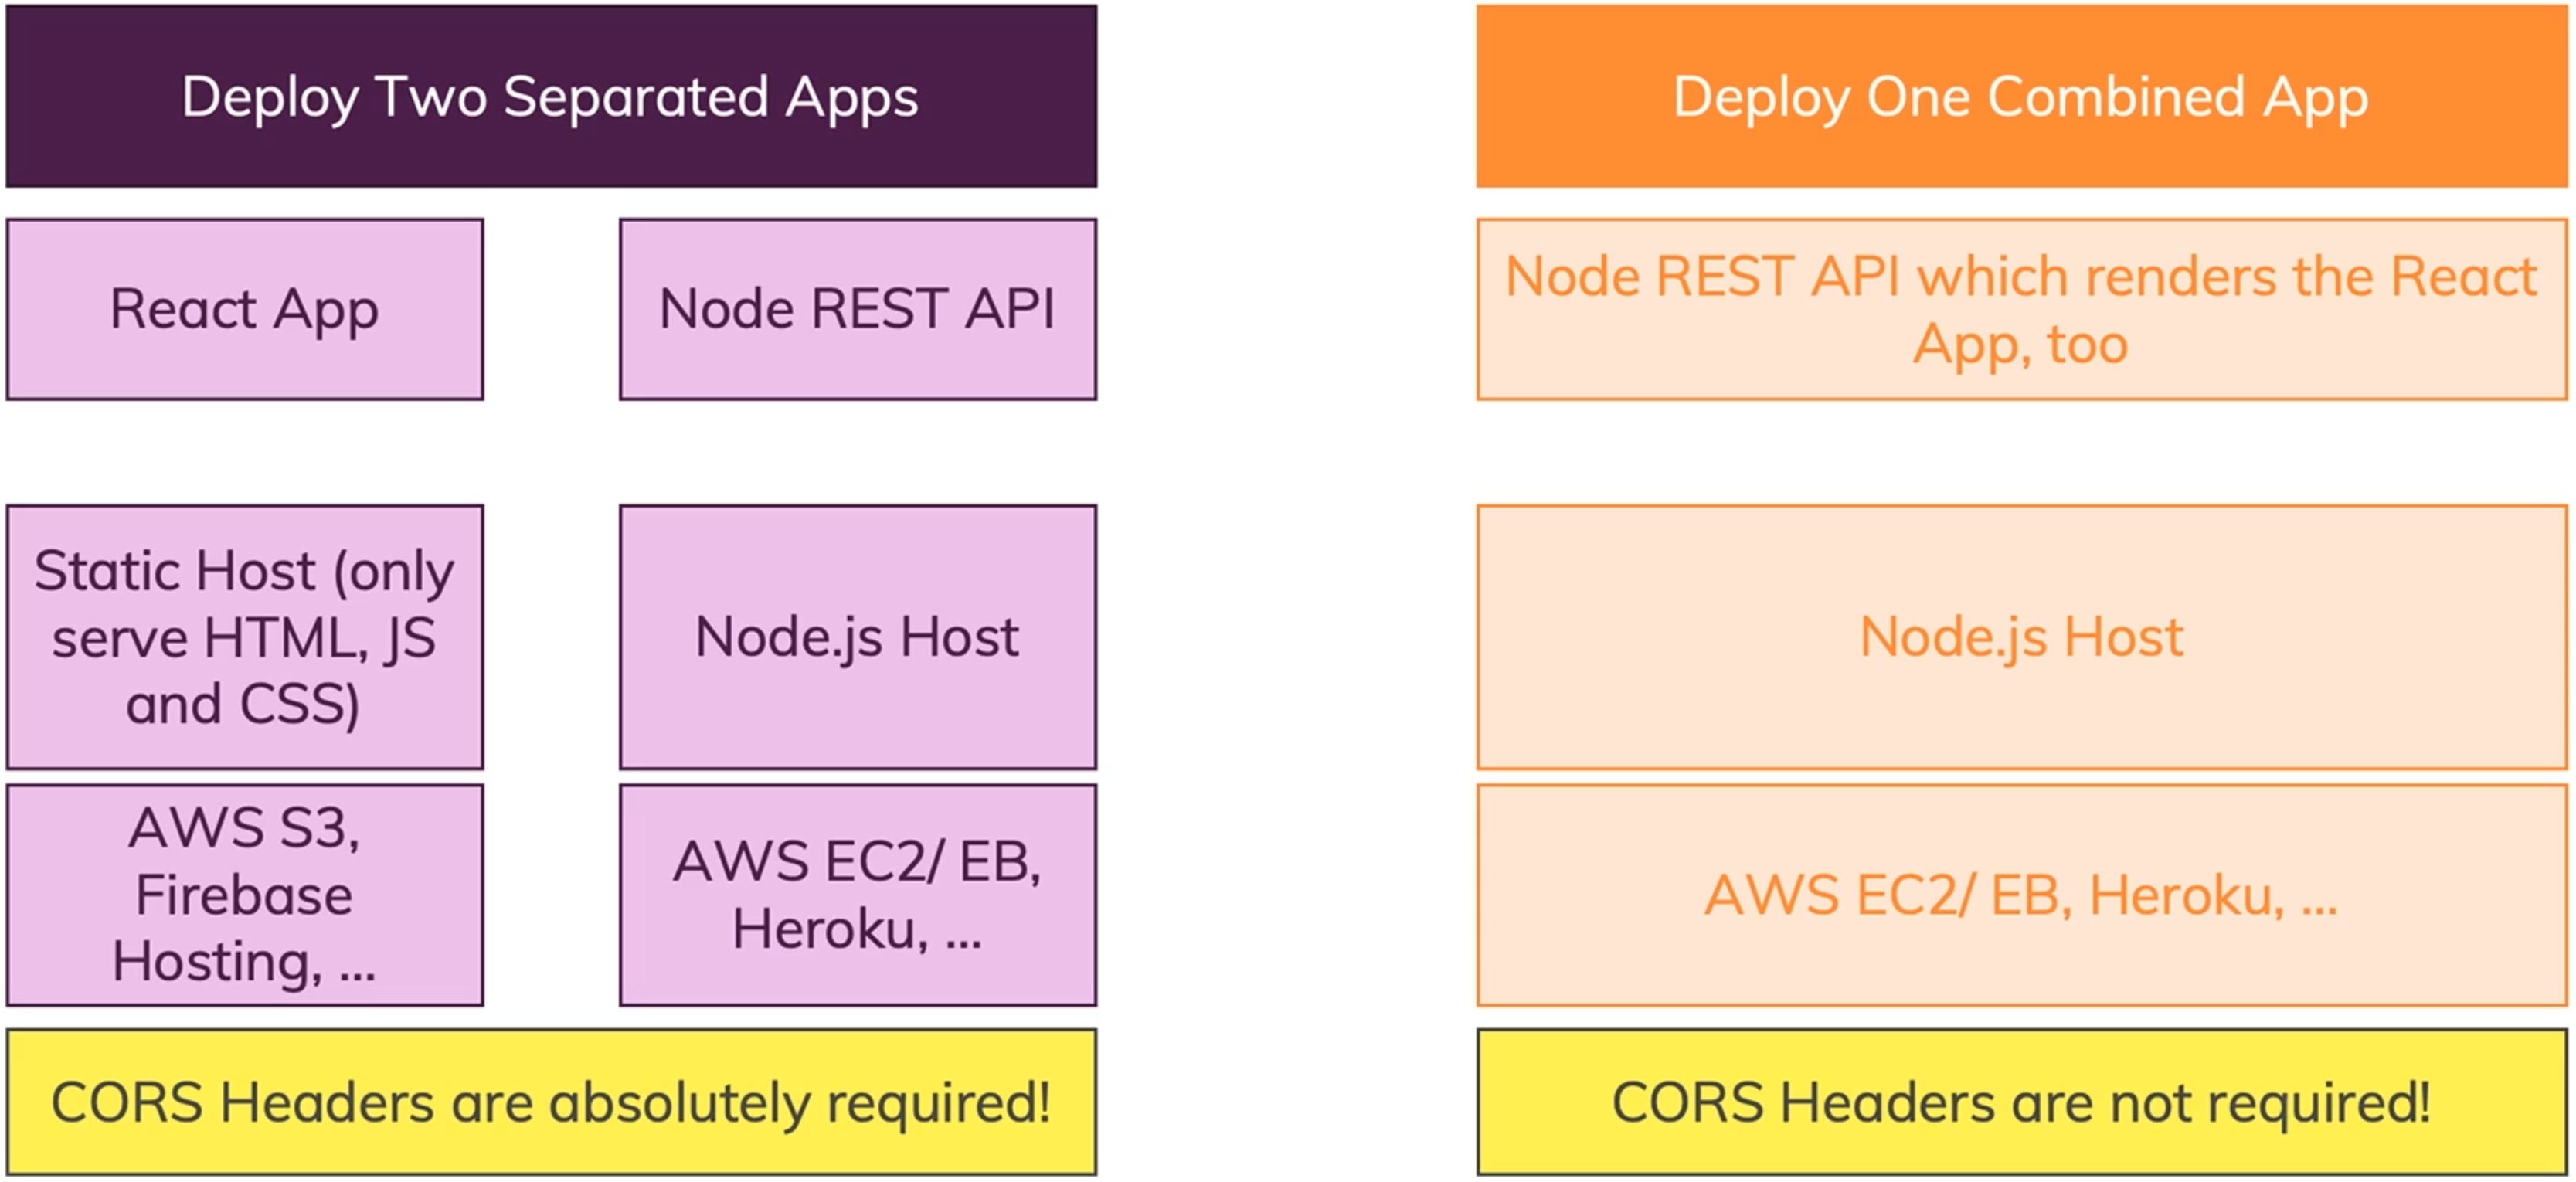 Deploy Two Separated Apps
React App
Node REST API
Static Host (only
serve HTML, JS
and CSS)
Node.js Host
AWS S3,
Firebase
Hosting, ...
AWS EC2/ EB,
Heroku, ...
CORS Headers are absolutely required!
Deploy One Combined App
Node REST API which renders the React
App, too
Node.js Host
AWS EC2/ EB, Heroku, ...
CORS Headers are not required!